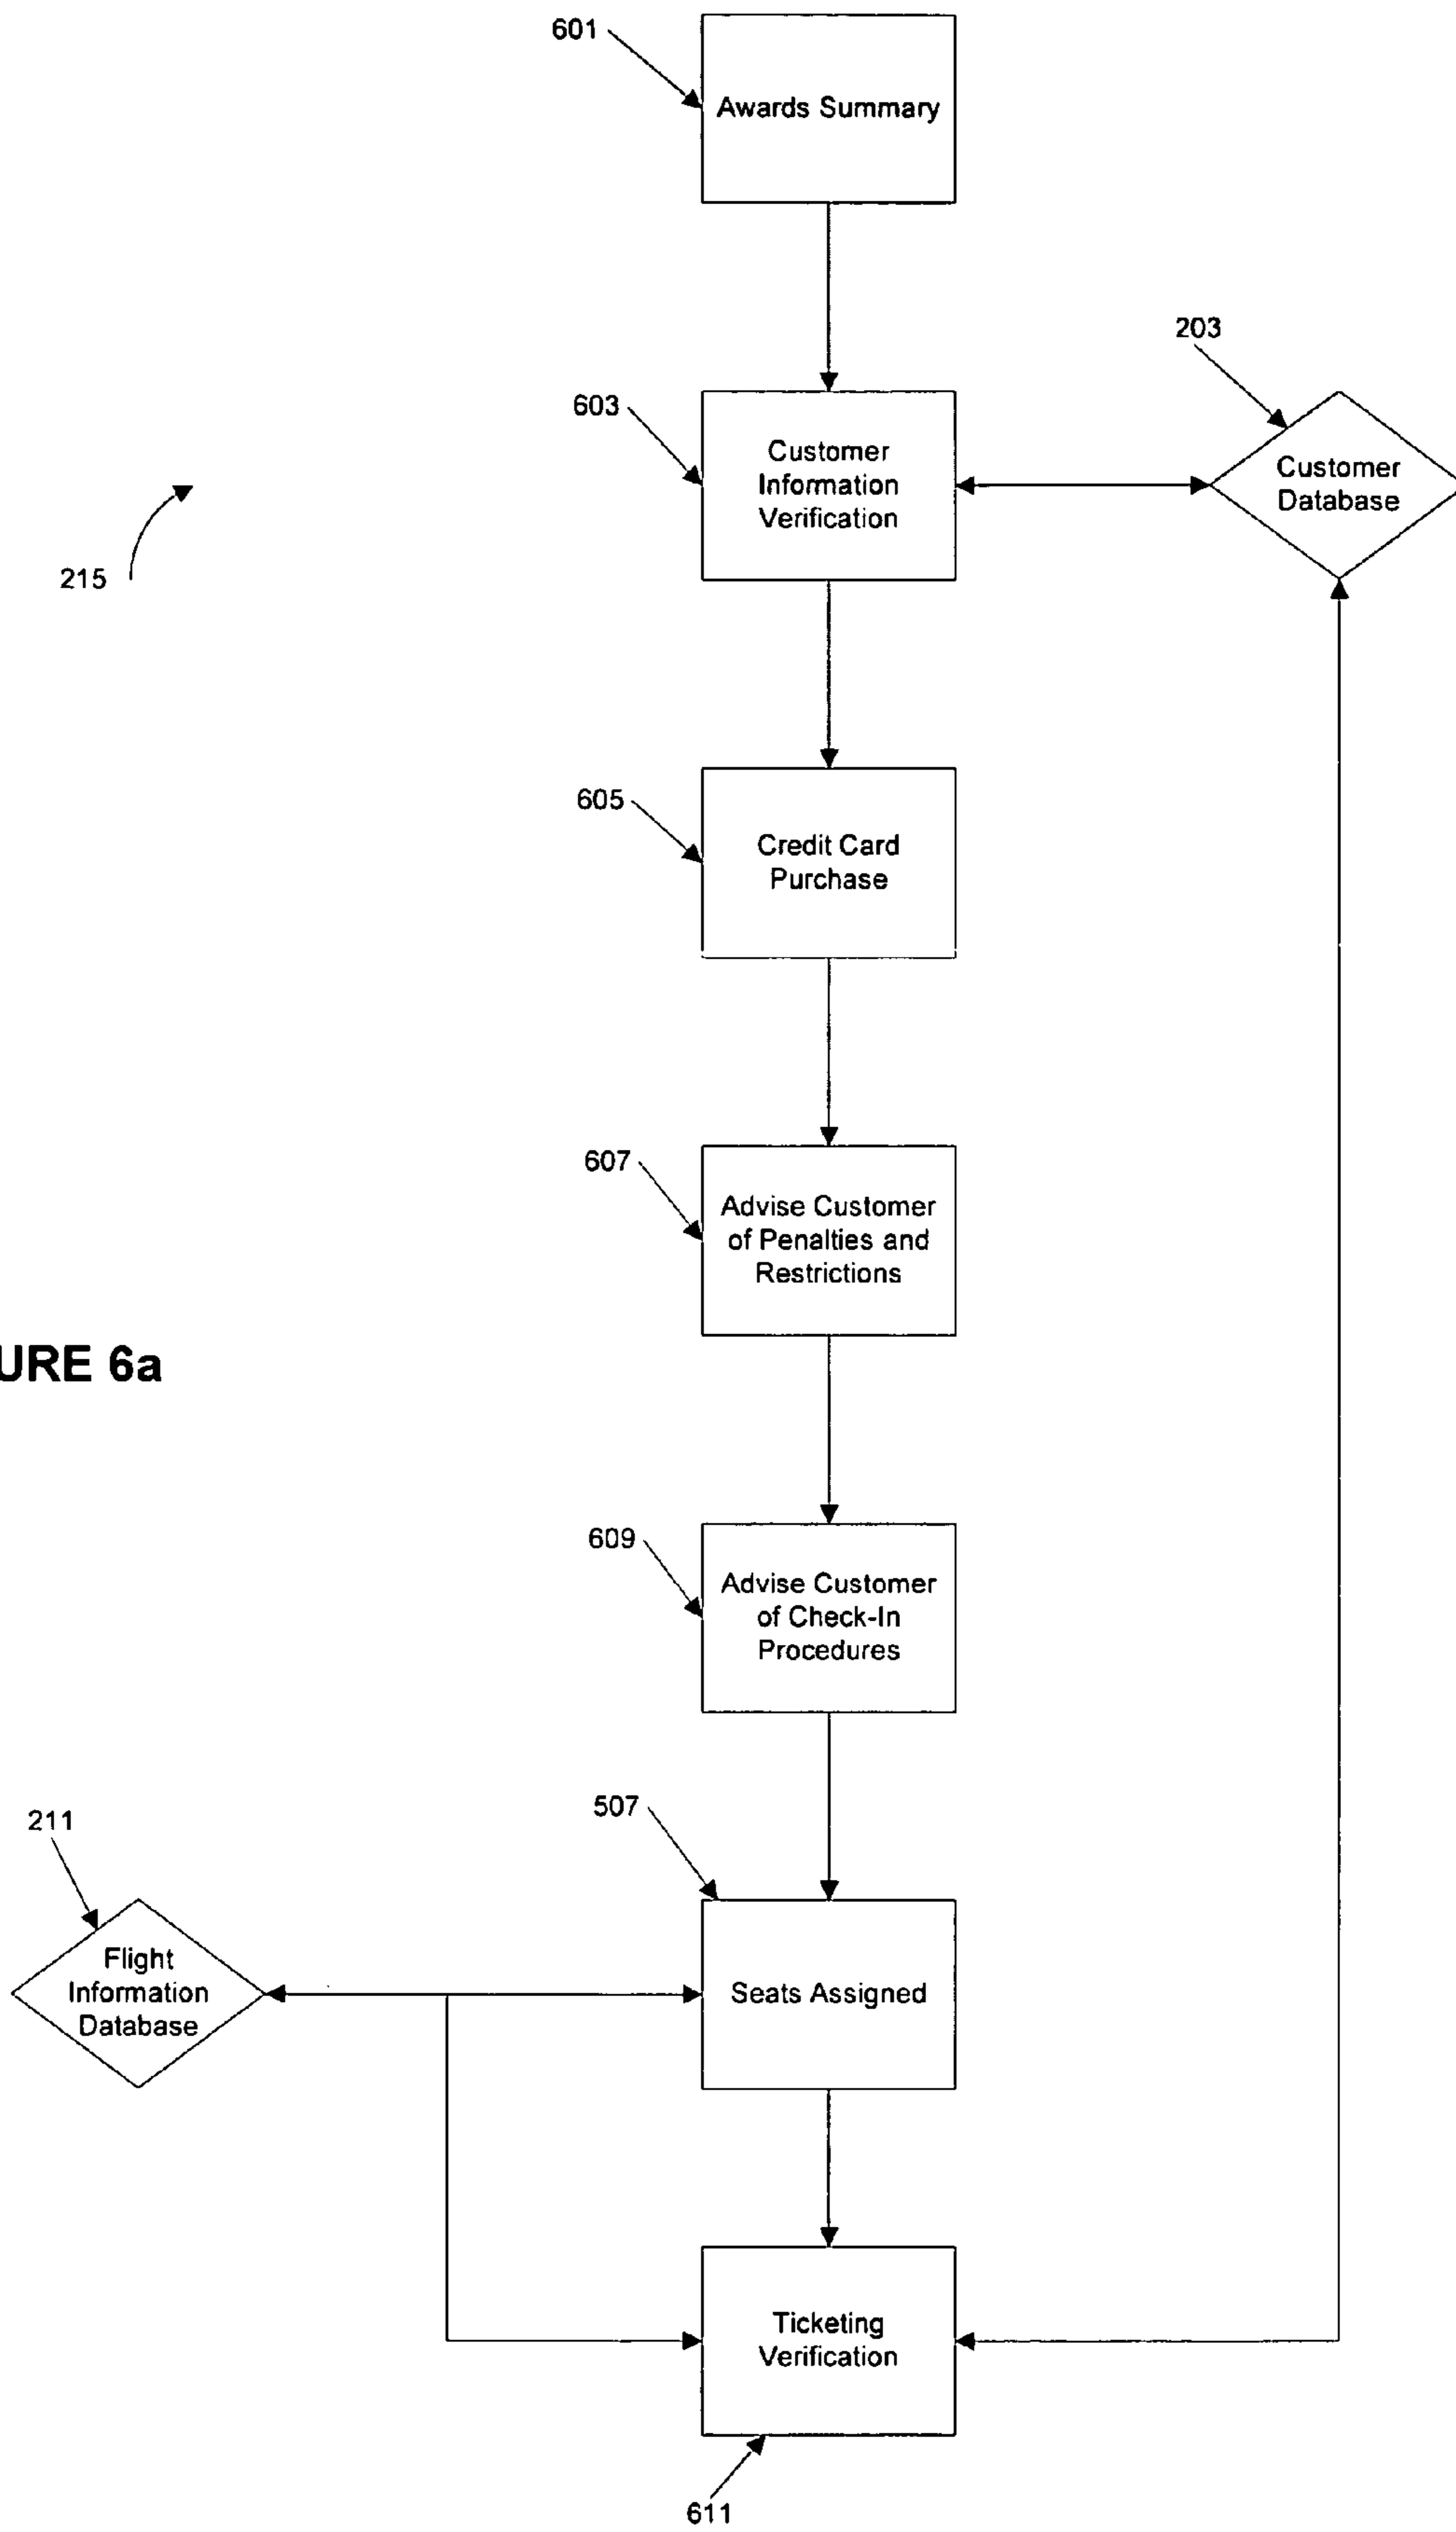 601
Awards Summary
203
603
Customer
Information
Verification
Customer
Database
215
605
Credit Card
Purchase
607
Advise Customer
of Penalties and
Restrictions
URE 6a
609
Advise Customer
of Check-In
Procedures
507
211
Flight
Information
Database
Seats Assigned
Ticketing
Verification
611